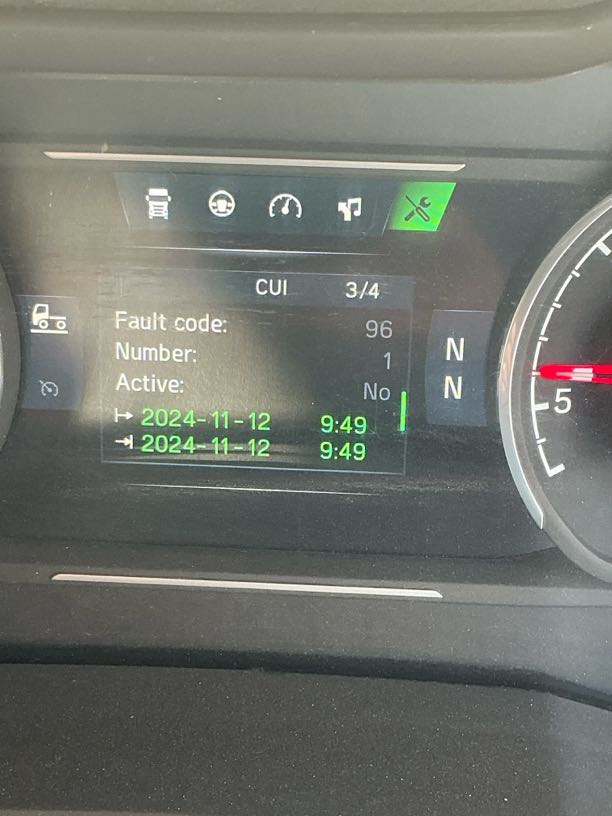 CUI 3/4
Fault code: 96
Number: 1
Active: No
2024-11-12 9:49
2024-11-12 9:49
N
N
5